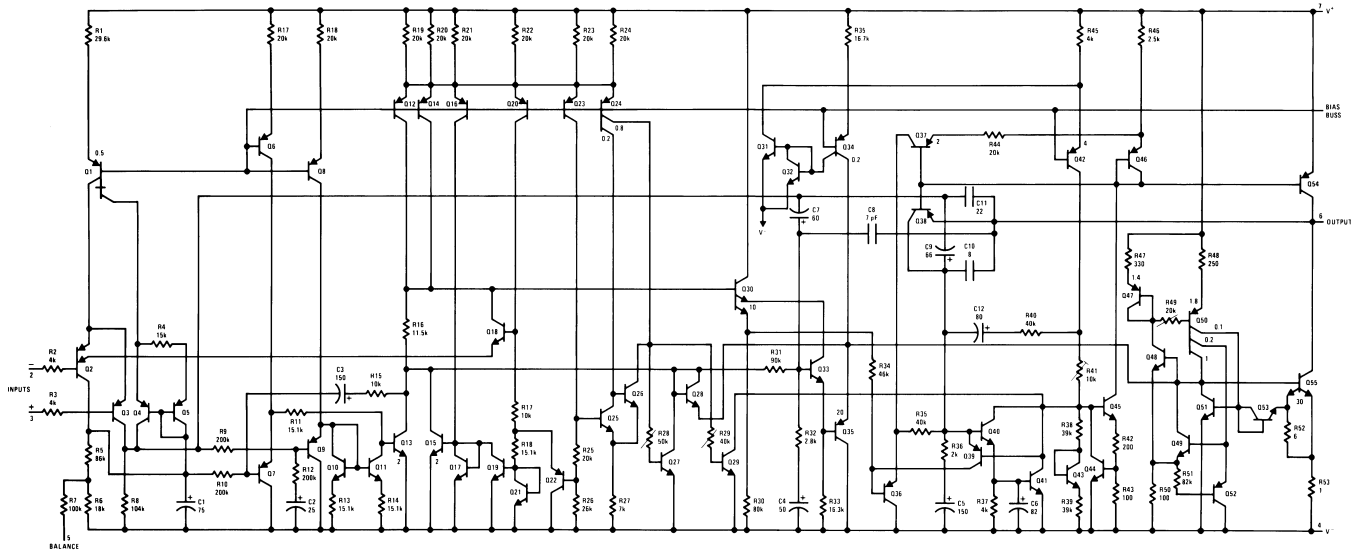 R1
29.6k
R17
20k
R18
20k
R19
20k
R20
20k
R21
20k
R22
20k
R23
20k
R24
20k
R35
16.7k
R45
4k
R46
2.5k
7
V+
Q12
Q14
Q16
Q20
Q23
Q24
0.8
0.2
BIAS
BUSS
Q6
Q31
Q32
Q34
0.2
Q37
2
R44
20k
4
Q42
Q46
0.5
Q1
Q8
Q54
C7
60
V-
C8
7 pF
Q38
C11
22
6
OUTPUT
C9
66
C10
8
R47
330
R48
250
1.4
Q47
R49
20k
1.8
Q50
0.1
0.2
1
Q30
10
C12
80
R40
40k
R16
11.5k
Q18
R4
15k
R2
4k
2
Q2
INPUTS
R3
4k
3
Q3
Q4
Q5
C3
150
H15
10k
R31
90k
Q33
R34
46k
R41
10k
Q48
Q55
30
Q53
Q26
Q28
R11
15.1k
R17
10k
Q25
R28
50k
R29
40k
20
Q35
R35
40k
Q40
Q45
R38
39k
R42
200
Q51
R52
6
R5
86k
R9
200k
Q9
Q13
2
Q15
2
R18
15.1k
R32
2.8k
R36
2k
Q39
Q49
R10
200k
Q7
R12
200k
Q10
Q11
Q17
Q19
Q22
R25
20k
Q27
Q29
Q36
Q41
Q43
Q44
R43
100
R51
82k
Q52
R7
100k
R6
18k
R8
104k
C1
75
C2
25
R13
15.1k
R14
15.1k
Q21
R26
26k
R27
7k
R30
80k
C4
50
R33
16.3k
C5
150
R37
4k
C6
82
R39
39k
R50
100
R53
1
5
BALANCE
4
V-